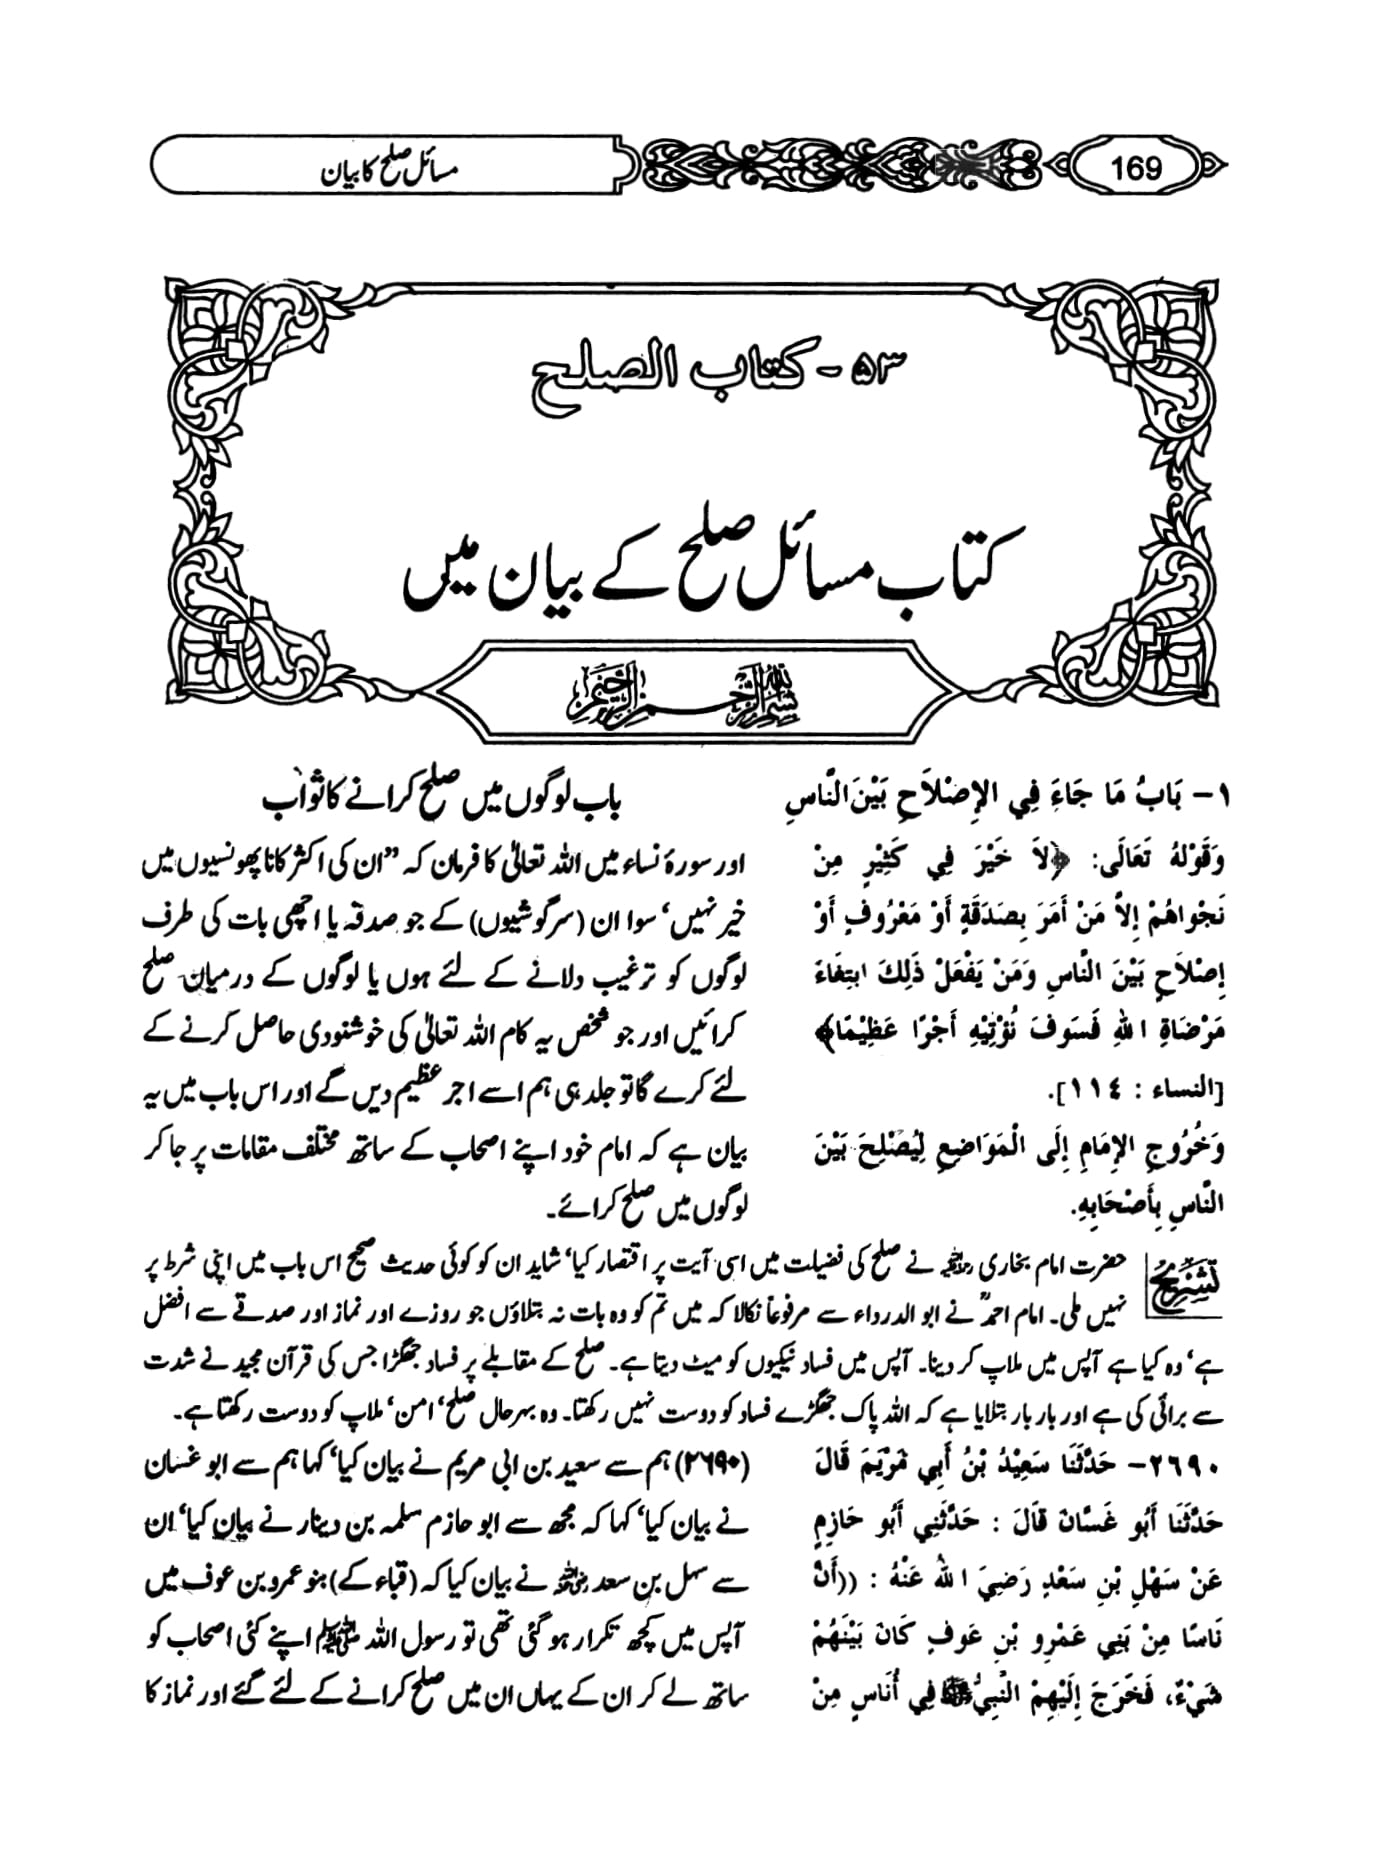 مسائل صلح کا بیان
169
۵۳ - كتاب الصلح
کتاب مسائل صلح کے بیان میں
بسم الله الرحمن الرحيم
١- بَابُ مَا جَاءَ فِي الإِصْلَاحِ بَيْنَ النَّاسِ
وَقَوْلِهِ تَعَالَى: ﴿لاَ خَيْرَ فِي كَثِيْرٍ مِنْ
نَجْوَاهُمْ إِلاَّ مَنْ أَمَرَ بِصَدَقَةٍ أَوْ مَعْرُوفٍ أَوْ
إِصْلاَحٍ بَيْنَ النَّاسِ وَمَنْ يَفْعَلْ ذَلِكَ ابْتِغَاءَ
مَرْضَاةِ اللهِ فَسَوفَ نُؤْتِيْهِ أَجْرًا عَظِيْمًا﴾
[النساء : ١١٤].
وَخُرُوجِ الإِمَامِ إِلَى الْمَوَاضِعِ لِيُصْلِحَ بَيْنَ
النَّاسِ بِأَصْحَابِهِ.
باب لوگوں میں صلح کرانے کا ثواب
اور سورۂ نساء میں اللہ تعالیٰ کا فرمان کہ ”ان کی اکثر کانا پھونسیوں میں
خیر نہیں‘ سوا ان (سرگوشیوں) کے جو صدقہ یا اچھی بات کی طرف
لوگوں کو ترغیب دلانے کے لئے ہوں یا لوگوں کے درمیان صلح
کرائیں اور جو شخص یہ کام اللہ تعالیٰ کی خوشنودی حاصل کرنے کے
لئے کرے گا تو جلد ہی ہم اسے اجر عظیم دیں گے اور اس باب میں یہ
بیان ہے کہ امام خود اپنے اصحاب کے ساتھ مختلف مقامات پر جا کر
لوگوں میں صلح کرائے۔
تشریح
حضرت امام بخاری رحمۃ اللہ علیہ نے صلح کی فضیلت میں اسی آیت پر اقتصار کیا‘ شاید ان کو کوئی حدیث صحیح اس باب میں اپنی شرط پر
نہیں ملی۔ امام احمدؒ نے ابو الدرداء سے مرفوعاً نکالا کہ میں تم کو وہ بات نہ بتلاؤں جو روزے اور نماز اور صدقے سے افضل
ہے‘ وہ کیا ہے آپس میں ملاپ کر دینا۔ آپس میں فساد نیکیوں کو میٹ دیتا ہے۔ صلح کے مقابلے پر فساد جھگڑا جس کی قرآن مجید نے شدت
سے برائی کی ہے اور بار بار بتلایا ہے کہ اللہ پاک جھگڑے فساد کو دوست نہیں رکھتا۔ وہ بہرحال صلح‘ امن‘ ملاپ کو دوست رکھتا ہے۔
٢٦٩٠- حَدَّثَنَا سَعِيْدُ بْنُ أَبِي مَرْيَمَ قَالَ
حَدَّثَنَا أَبُو غَسَّانَ قَالَ : حَدَّثَنِي أَبُو حَازِمٍ
عَنْ سَهْلِ بْنِ سَعْدٍ رَضِيَ اللهُ عَنْهُ : ((أَنَّ
نَاسًا مِنْ بَنِي عَمْرِو بْنِ عَوفٍ كَانَ بَيْنَهُمْ
شَيْءٌ، فَخَرَجَ إِلَيْهِمْ النَّبِيُّ ﷺ فِي أُنَاسٍ مِنْ
(۲۶۹۰) ہم سے سعید بن ابی مریم نے بیان کیا‘ کہا ہم سے ابو غسان
نے بیان کیا‘ کہا کہ مجھ سے ابو حازم سلمہ بن دینار نے بیان کیا‘ ان
سے سہل بن سعد رضی اللہ عنہ نے بیان کیا کہ (قباء کے) بنو عمرو بن عوف میں
آپس میں کچھ تکرار ہو گئی تھی تو رسول اللہ ﷺ اپنے کئی اصحاب کو
ساتھ لے کر ان کے یہاں ان میں صلح کرانے کے لئے گئے اور نماز کا